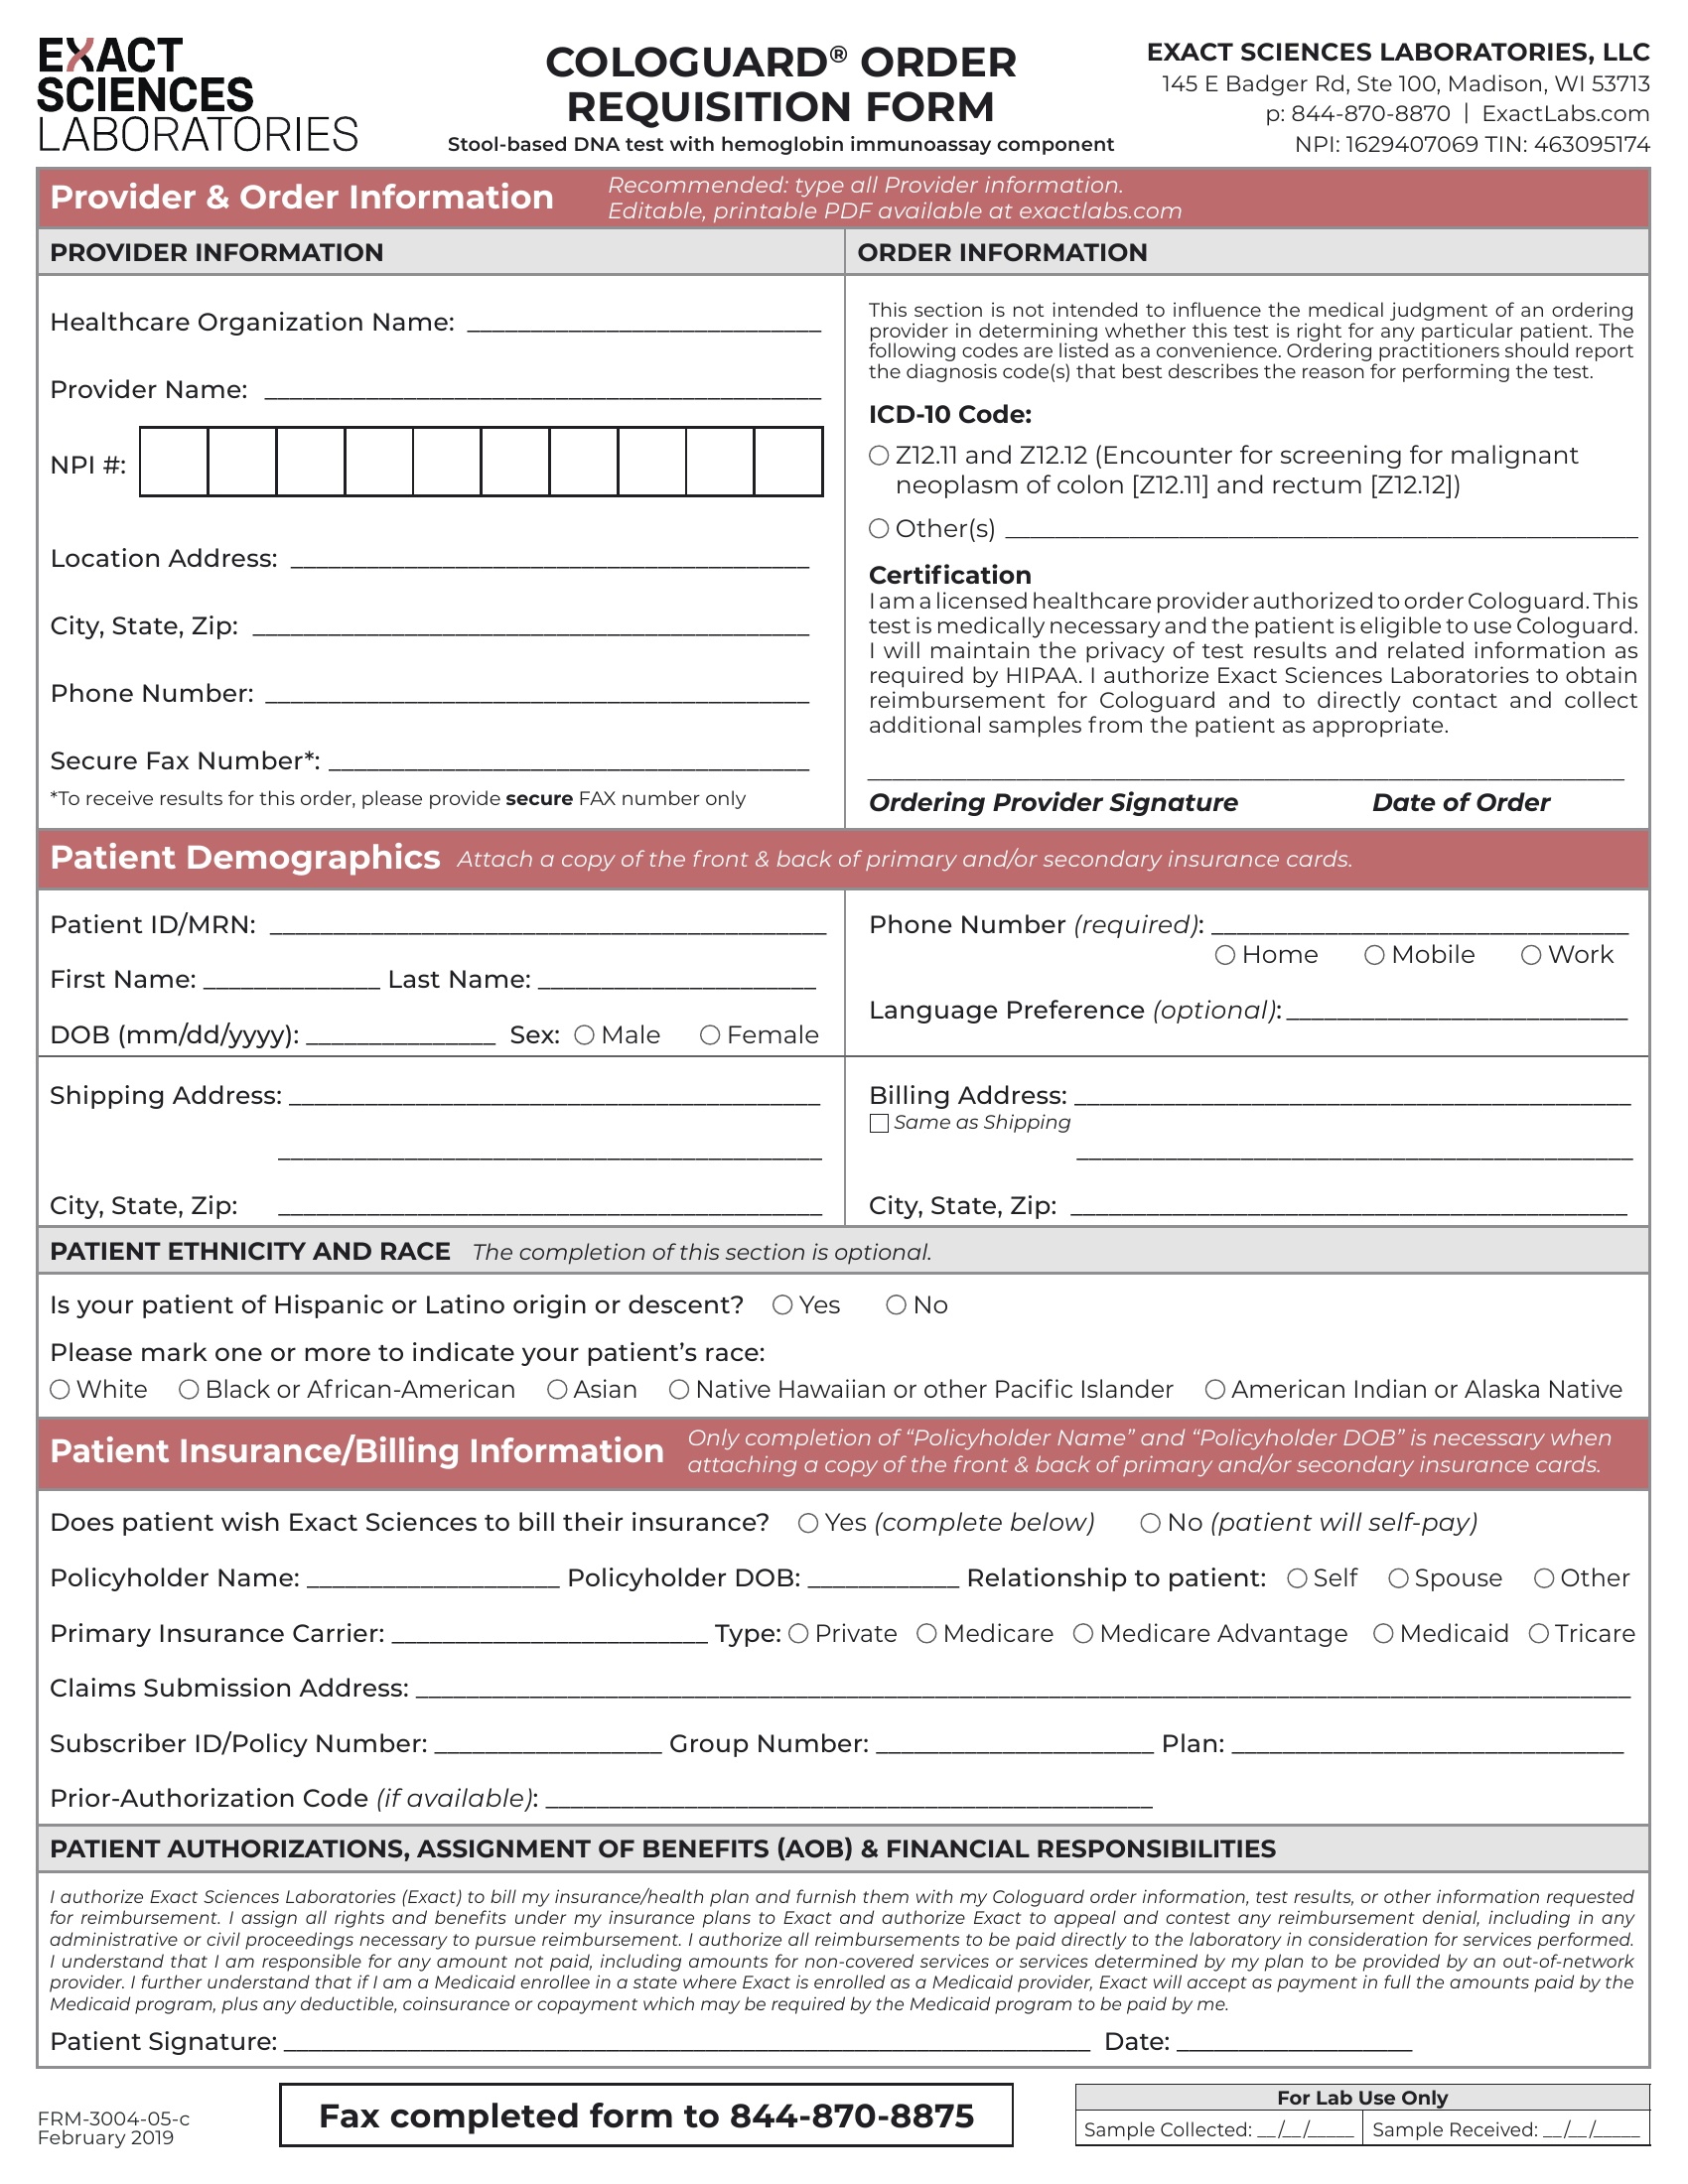 EXACT
SCIENCES
LABORATORIES
COLOGUARD® ORDER
REQUISITION FORM
Stool-based DNA test with hemoglobin immunoassay component
EXACT SCIENCES LABORATORIES, LLC
145 E Badger Rd, Ste 100, Madison, WI 53713
p: 844-870-8870 | ExactLabs.com
NPI: 1629407069 TIN: 463095174
Provider & Order Information
Recommended: type all Provider information.
Editable, printable PDF available at exactlabs.com
PROVIDER INFORMATION
Healthcare Organization Name: ____________________________
Provider Name: ____________________________________________
NPI #:
Location Address: _________________________________________
City, State, Zip: ____________________________________________
Phone Number: ___________________________________________
Secure Fax Number*: ______________________________________
*To receive results for this order, please provide secure FAX number only
ORDER INFORMATION
This section is not intended to influence the medical judgment of an ordering
provider in determining whether this test is right for any particular patient. The
following codes are listed as a convenience. Ordering practitioners should report
the diagnosis code(s) that best describes the reason for performing the test.
ICD-10 Code:
○ Z12.11 and Z12.12 (Encounter for screening for malignant
neoplasm of colon [Z12.11] and rectum [Z12.12])
○ Other(s) __________________________________________________
Certification
I am a licensed healthcare provider authorized to order Cologuard. This
test is medically necessary and the patient is eligible to use Cologuard.
I will maintain the privacy of test results and related information as
required by HIPAA. I authorize Exact Sciences Laboratories to obtain
reimbursement for Cologuard and to directly contact and collect
additional samples from the patient as appropriate.
____________________________________________________________
Ordering Provider Signature Date of Order
Patient Demographics Attach a copy of the front & back of primary and/or secondary insurance cards.
Patient ID/MRN: ____________________________________________
First Name: ______________ Last Name: ______________________
DOB (mm/dd/yyyy): _______________ Sex: ○ Male ○ Female
Phone Number (required): _________________________________
○ Home ○ Mobile ○ Work
Language Preference (optional): ___________________________
Shipping Address: __________________________________________
___________________________________________
City, State, Zip: ___________________________________________
Billing Address: ____________________________________________
□ Same as Shipping
____________________________________________
City, State, Zip: ____________________________________________
PATIENT ETHNICITY AND RACE The completion of this section is optional.
Is your patient of Hispanic or Latino origin or descent? ○ Yes ○ No
Please mark one or more to indicate your patient’s race:
○ White ○ Black or African-American ○ Asian ○ Native Hawaiian or other Pacific Islander ○ American Indian or Alaska Native
Patient Insurance/Billing Information
Only completion of “Policyholder Name” and “Policyholder DOB” is necessary when
attaching a copy of the front & back of primary and/or secondary insurance cards.
Does patient wish Exact Sciences to bill their insurance? ○ Yes (complete below) ○ No (patient will self-pay)
Policyholder Name: ____________________ Policyholder DOB: ____________ Relationship to patient: ○ Self ○ Spouse ○ Other
Primary Insurance Carrier: _________________________ Type: ○ Private ○ Medicare ○ Medicare Advantage ○ Medicaid ○ Tricare
Claims Submission Address: ________________________________________________________________
Subscriber ID/Policy Number: __________________ Group Number: ______________________ Plan: _______________________________
Prior-Authorization Code (if available): ________________________________________________
PATIENT AUTHORIZATIONS, ASSIGNMENT OF BENEFITS (AOB) & FINANCIAL RESPONSIBILITIES
I authorize Exact Sciences Laboratories (Exact) to bill my insurance/health plan and furnish them with my Cologuard order information, test results, or other information requested
for reimbursement. I assign all rights and benefits under my insurance plans to Exact and authorize Exact to appeal and contest any reimbursement denial, including in any
administrative or civil proceedings necessary to pursue reimbursement. I authorize all reimbursements to be paid directly to the laboratory in consideration for services performed.
I understand that I am responsible for any amount not paid, including amounts for non-covered services or services determined by my plan to be provided by an out-of-network
provider. I further understand that if I am a Medicaid enrollee in a state where Exact is enrolled as a Medicaid provider, Exact will accept as payment in full the amounts paid by the
Medicaid program, plus any deductible, coinsurance or copayment which may be required by the Medicaid program to be paid by me.
Patient Signature: ________________________________________________________________ Date: ___________________
FRM-3004-05-c
February 2019
Fax completed form to 844-870-8875
For Lab Use Only
Sample Collected: __/__/_____ Sample Received: __/__/_____